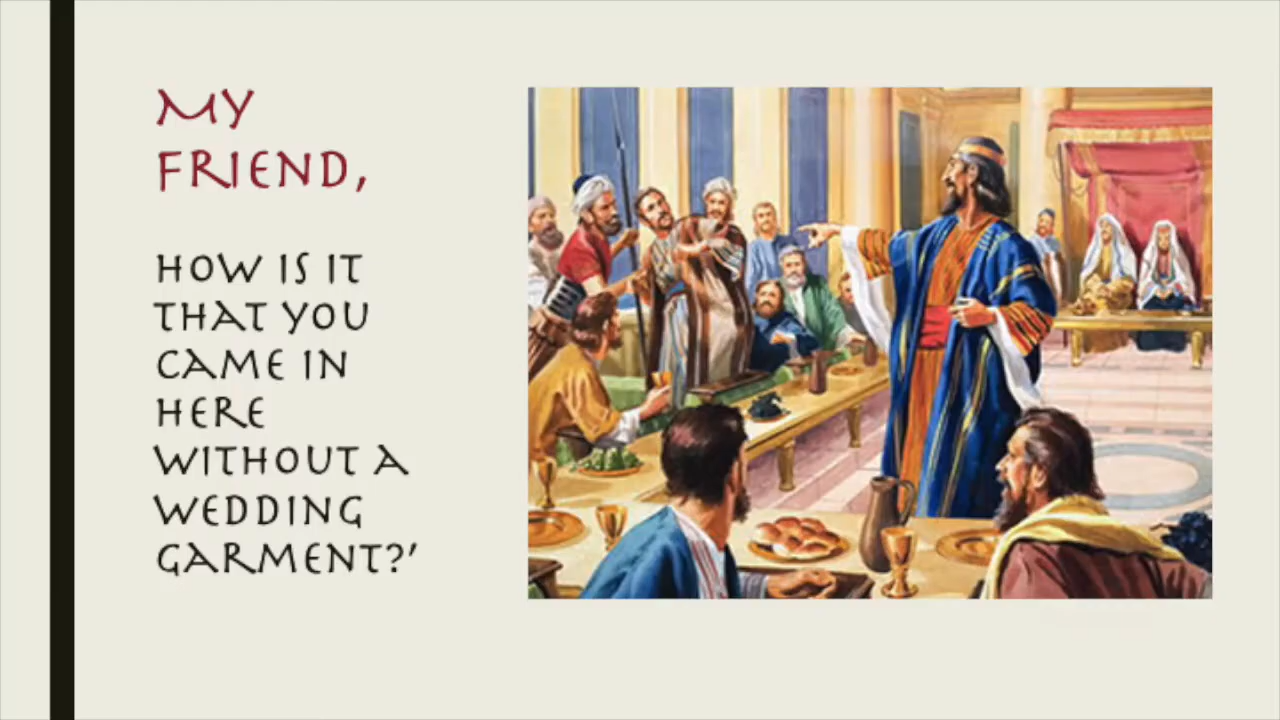 My
friend,
how is it
that you
came in
here
without a
wedding
garment?’